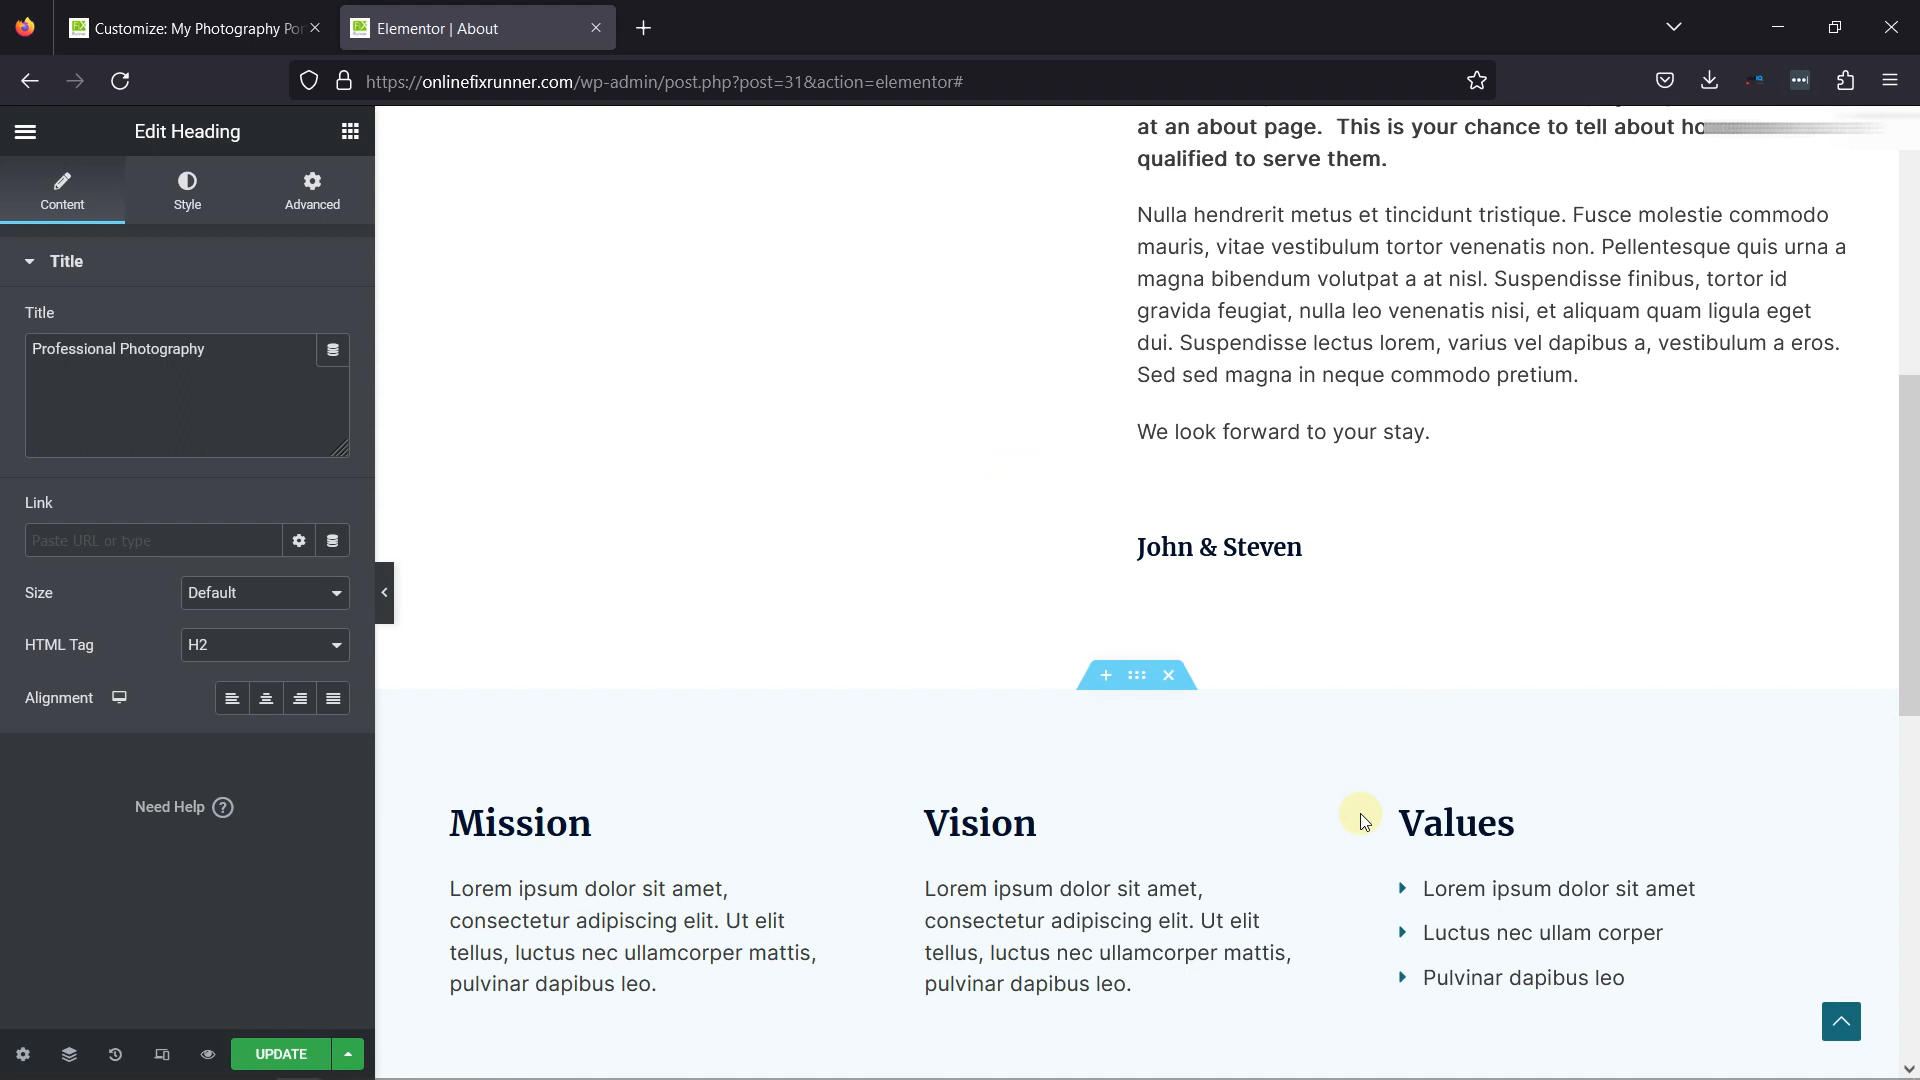 Customize: My Photography Por
Elementor | About
https://onlinefixrunner.com/wp-admin/post.php?post=31&action=elementor#
Edit Heading
Content
Style
Advanced
Title
Title
Professional Photography
Link
Paste URL or type
Size
Default
HTML Tag
H2
Alignment
Need Help ?
UPDATE
at an about page. This is your chance to tell about
qualified to serve them.
Nulla hendrerit metus et tincidunt tristique. Fusce molestie commodo
mauris, vitae vestibulum tortor venenatis non. Pellentesque quis urna a
magna bibendum volutpat a at nisl. Suspendisse finibus, tortor id
gravida feugiat, nulla leo venenatis nisi, et aliquam quam ligula eget
dui. Suspendisse lectus lorem, varius vel dapibus a, vestibulum a eros.
Sed sed magna in neque commodo pretium.
We look forward to your stay.
John & Steven
Mission
Lorem ipsum dolor sit amet,
consectetur adipiscing elit. Ut elit
tellus, luctus nec ullamcorper mattis,
pulvinar dapibus leo.
Vision
Lorem ipsum dolor sit amet,
consectetur adipiscing elit. Ut elit
tellus, luctus nec ullamcorper mattis,
pulvinar dapibus leo.
Values
Lorem ipsum dolor sit amet
Luctus nec ullam corper
Pulvinar dapibus leo